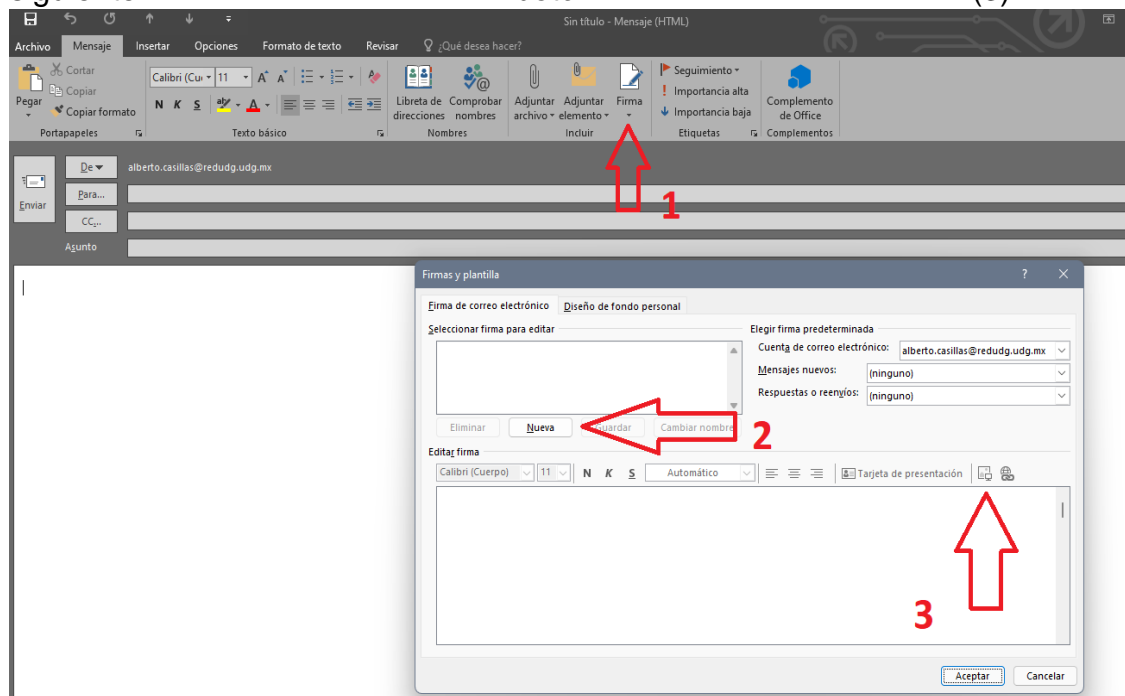 Sin título - Mensaje (HTML)
Archivo Mensaje Insertar Opciones Formato de texto Revisar ¿Qué desea hacer?
Pegar
Cortar
Copiar
Copiar formato
Portapapeles
Calibri (Cu 11
N K S
Texto básico
Libreta de direcciones
Comprobar nombres
Nombres
Adjuntar archivo
Adjuntar elemento
Firma
Incluir
Seguimiento
Importancia alta
Importancia baja
Etiquetas
Complemento de Office
Complementos
1
Enviar
De alberto.casillas@redudg.udg.mx
Para...
CC...
Asunto
Firmas y plantilla ?
Firma de correo electrónico Diseño de fondo personal
Seleccionar firma para editar
Elegir firma predeterminada
Cuenta de correo electrónico: alberto.casillas@redudg.udg.mx
Mensajes nuevos: (ninguno)
Respuestas o reenvíos: (ninguno)
Eliminar Nueva Guardar Cambiar nombre
2
Editar firma
Calibri (Cuerpo) 11 N K S Automático Tarjeta de presentación
3
Aceptar Cancelar